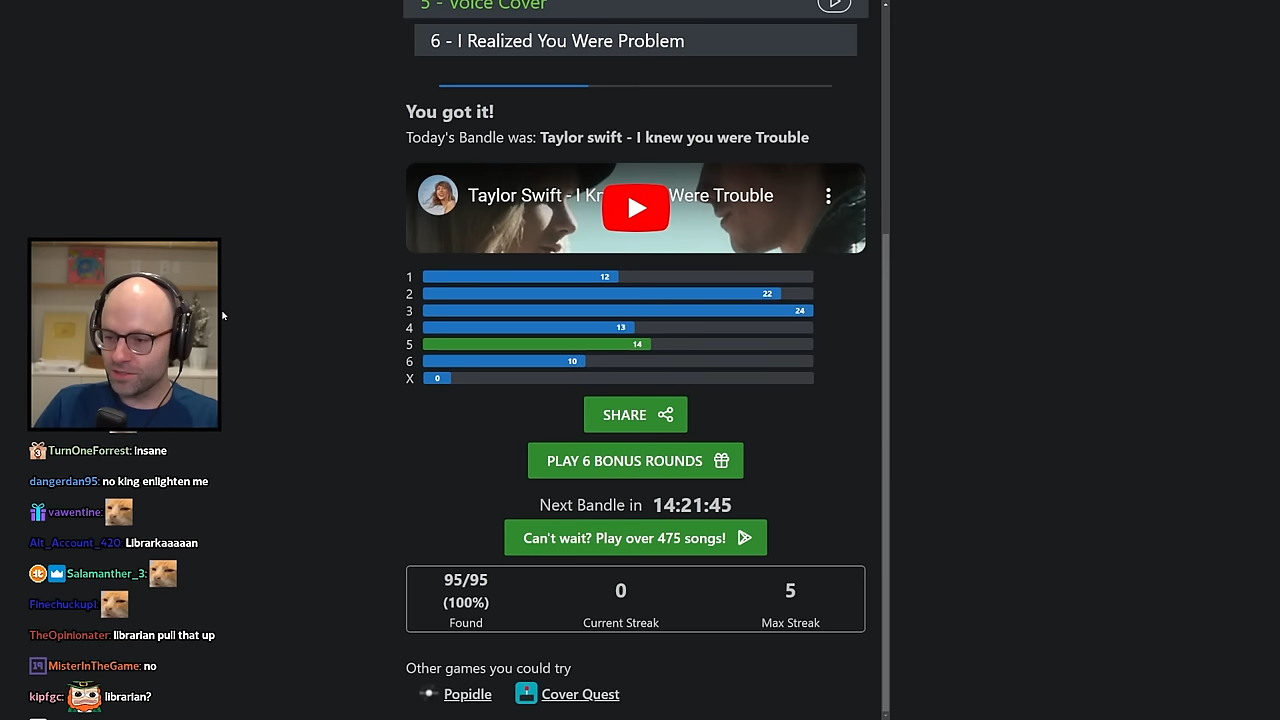 5 - Voice Cover
6 - I Realized You Were Problem
You got it!
Today's Bandle was: Taylor swift - I knew you were Trouble
Taylor Swift - I Kn Were Trouble
1 12
2 22
3 24
4 13
5 14
6 10
X 0
SHARE
PLAY 6 BONUS ROUNDS
Next Bandle in 14:21:45
Can't wait? Play over 475 songs!
95/95 0 5
(100%)
Found Current Streak Max Streak
Other games you could try
Popidle Cover Quest
3 TurnOneForrest: Insane
dangerdan95: no king enlighten me
vawentine:
Alt_Account_420: Librarkaaaaan
Salamanther_3:
Finechuckup1:
TheOpinionater: librarian pull that up
19 MisterInTheGame: no
kipfgc: librarian?